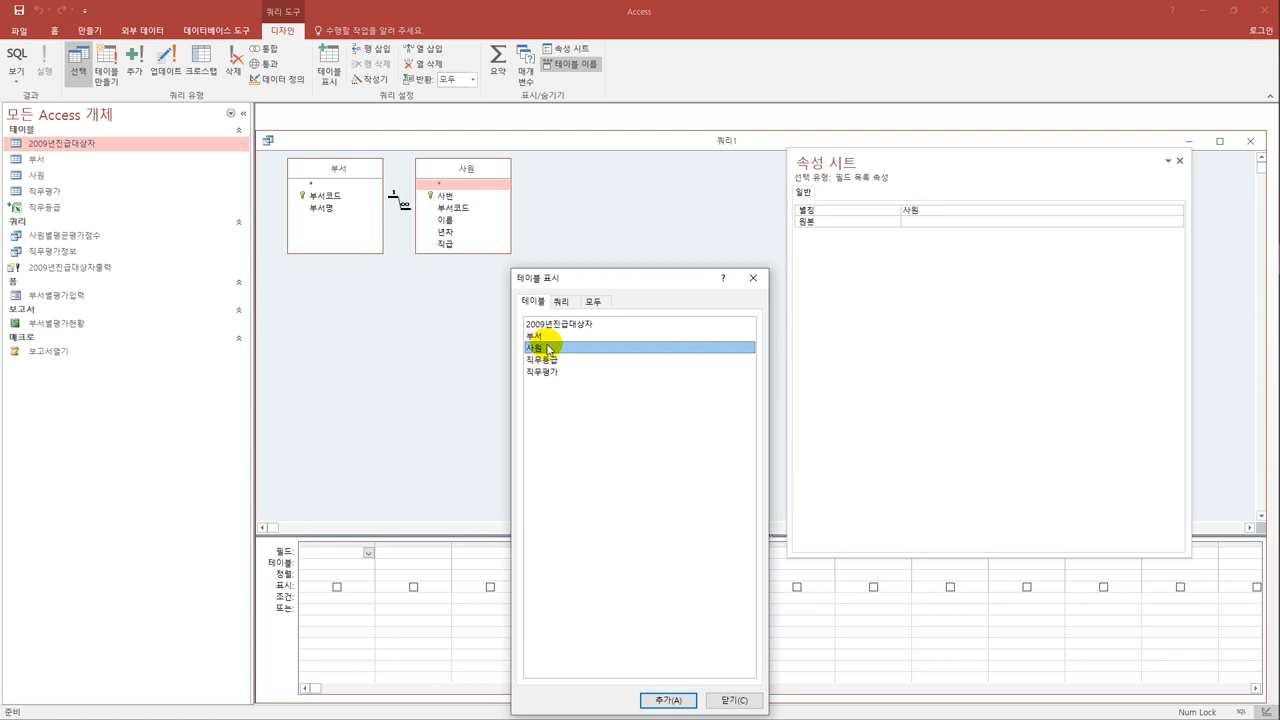 쿼리 도구
Access
파일 홈 만들기 외부 데이터 데이터베이스 도구 디자인 수행할 작업을 알려 주세요. 로그인
SQL 보기 실행 결과
선택 테이블 만들기 추가 업데이트 크로스탭 삭제 통합 통과 데이터 정의 쿼리 유형
테이블 표시 행 삽입 행 삭제 작성기 열 삽입 열 삭제 반환: 모두 쿼리 설정
요약 매개 변수 속성 시트 테이블 이름 표시/숨기기
모든 Access 개체
테이블
2009년진급대상자
부서
사원
직무평가
직무등급
쿼리
사원별평균평가점수
직무평가정보
2009년진급대상자출력
폼
부서별평가입력
보고서
부서별평가현황
매크로
보고서열기
쿼리1
부서
*
부서코드
부서명
사원
*
사번
부서코드
이름
년차
직급
속성 시트
선택 유형: 필드 목록 속성
일반
별칭 사원
원본
테이블 표시
테이블 쿼리 모두
2009년진급대상자
부서
사원
직무등급
직무평가
추가(A) 닫기(C)
필드:
테이블:
정렬:
표시:
조건:
또는:
준비
Num Lock SQL